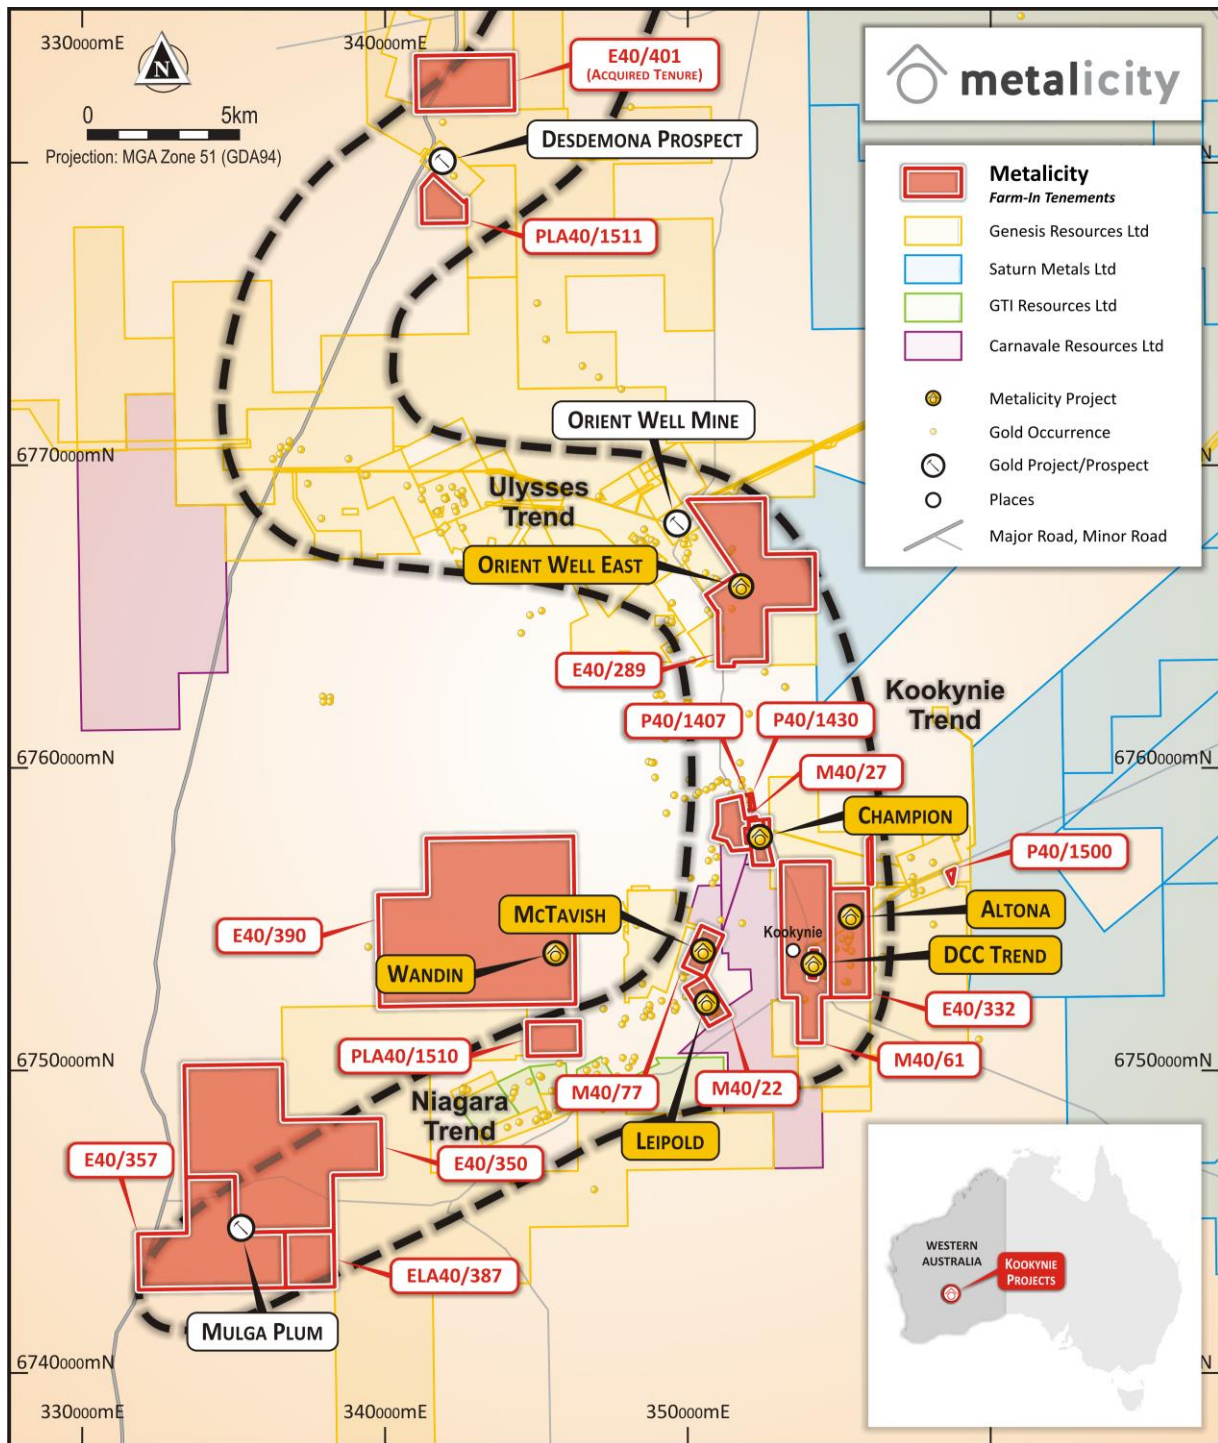 330000mE
340000mE
E40/401
(ACQUIRED TENURE)
metalicity
N
0 5km
Projection: MGA Zone 51 (GDA94)
DESDEMONA PROSPECT
PLA40/1511
Metalicity
Farm-In Tenements
Genesis Resources Ltd
Saturn Metals Ltd
GTI Resources Ltd
Carnavale Resources Ltd
Metalicity Project
Gold Occurrence
Gold Project/Prospect
Places
Major Road, Minor Road
ORIENT WELL MINE
6770000mN
Ulysses
Trend
ORIENT WELL EAST
E40/289
Kookynie
Trend
P40/1407
P40/1430
6760000mN
6760000mN
M40/27
CHAMPION
P40/1500
MCTAVISH
ALTONA
E40/390
Kookynie
WANDIN
DCC TREND
E40/332
PLA40/1510
M40/61
6750000mN
6750000mN
M40/77
M40/22
Niagara
Trend
LEIPOLD
E40/357
E40/350
ELA40/387
MULGA PLUM
WESTERN
AUSTRALIA
KOOKYNIE
PROJECTS
6740000mN
330000mE
340000mE
350000mE